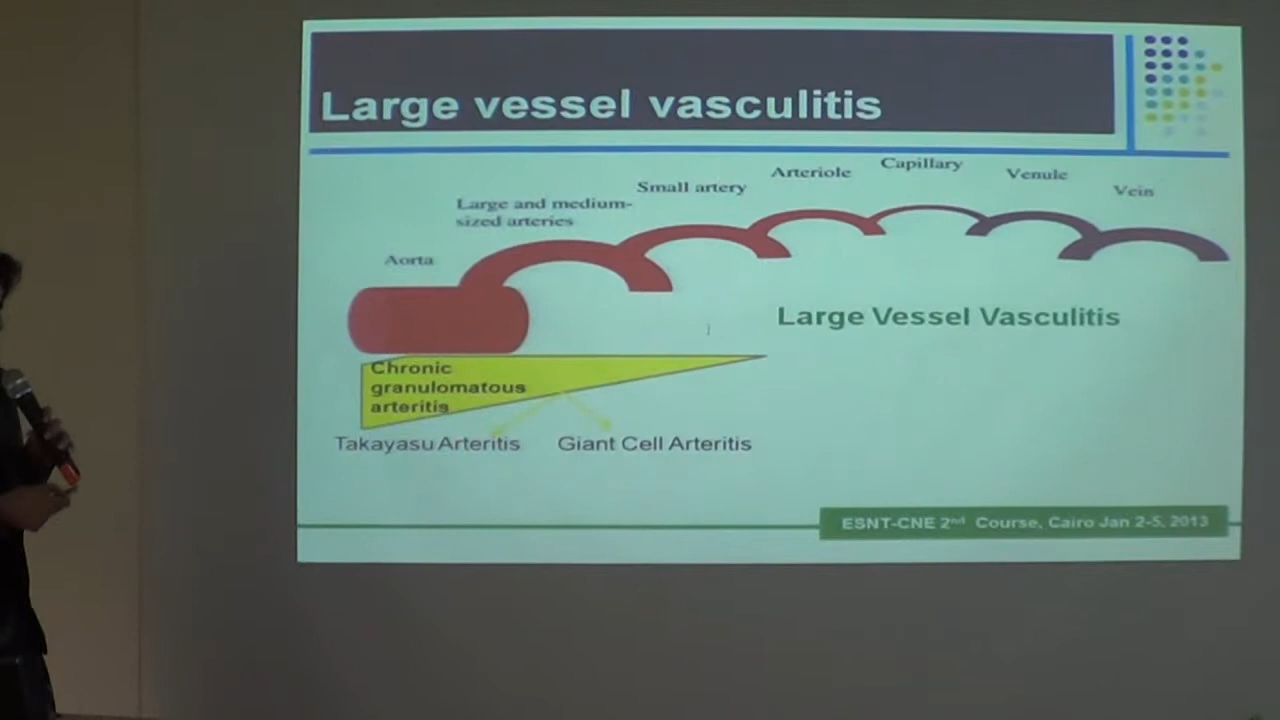 Large vessel vasculitis
Capillary
Arteriole
Venule
Small artery
Vein
Large and medium-
sized arteries
Aorta
Large Vessel Vasculitis
Chronic
granulomatous
arteritis
Takayasu Arteritis
Giant Cell Arteritis
ESNT-CNE 2nd Course, Cairo Jan 2-5, 2013